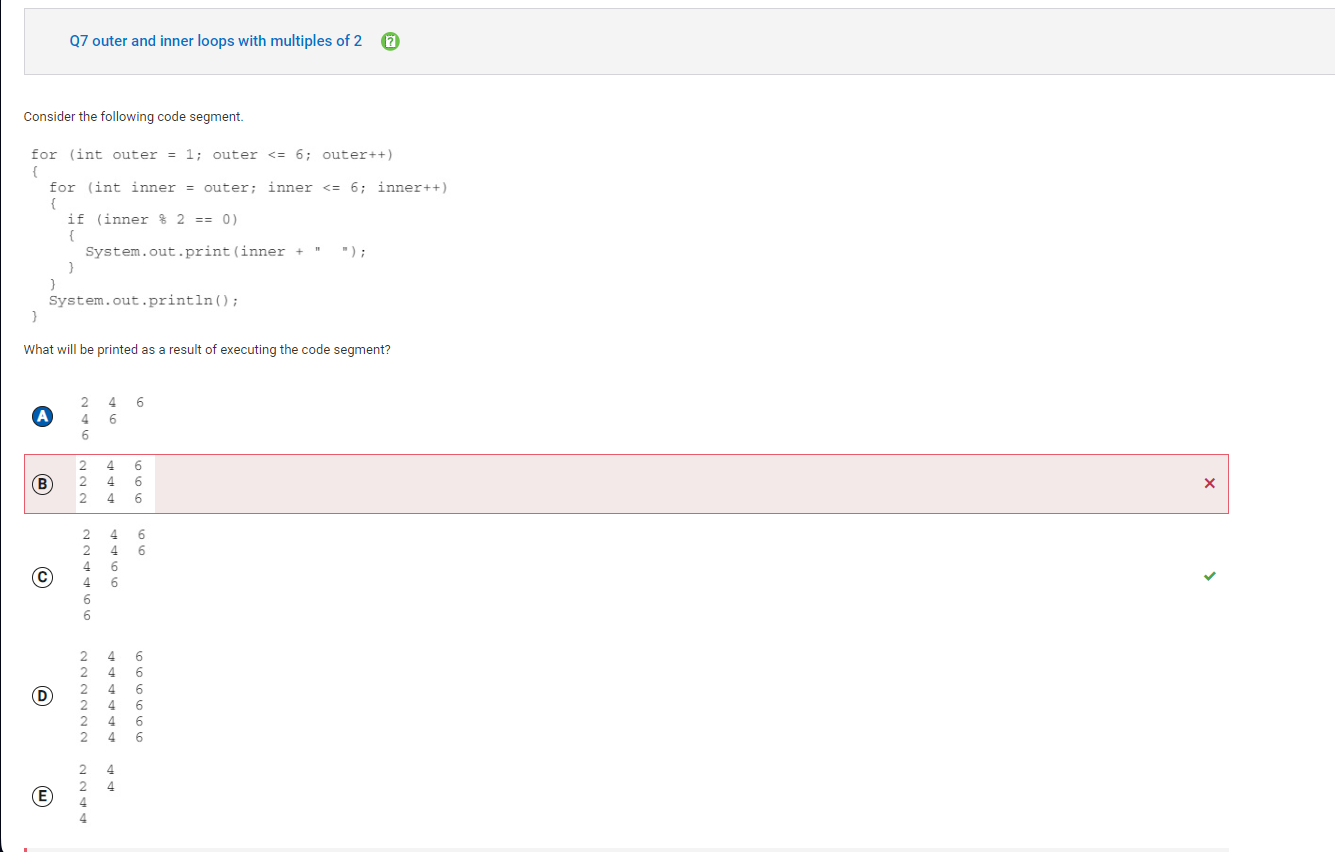 Q7 outer and inner loops with multiples of 2
Consider the following code segment.
for (int outer = 1; outer <= 6; outer++)
{
  for (int inner = outer; inner <= 6; inner++)
  {
    if (inner % 2 == 0)
    {
      System.out.print(inner + "  ");
    }
  }
  System.out.println();
}
What will be printed as a result of executing the code segment?
A
2  4  6
4  6
6
B
2  4  6
2  4  6
2  4  6
C
2  4  6
2  4  6
4  6
4  6
6
6
D
2  4  6
2  4  6
2  4  6
2  4  6
2  4  6
2  4  6
E
2  4
2  4
4
4